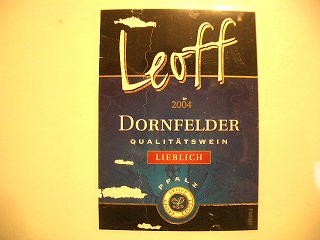 Leoff
2004
DORNFELDER
QUALITÄTSWEIN
LIEBLICH
PFALZ